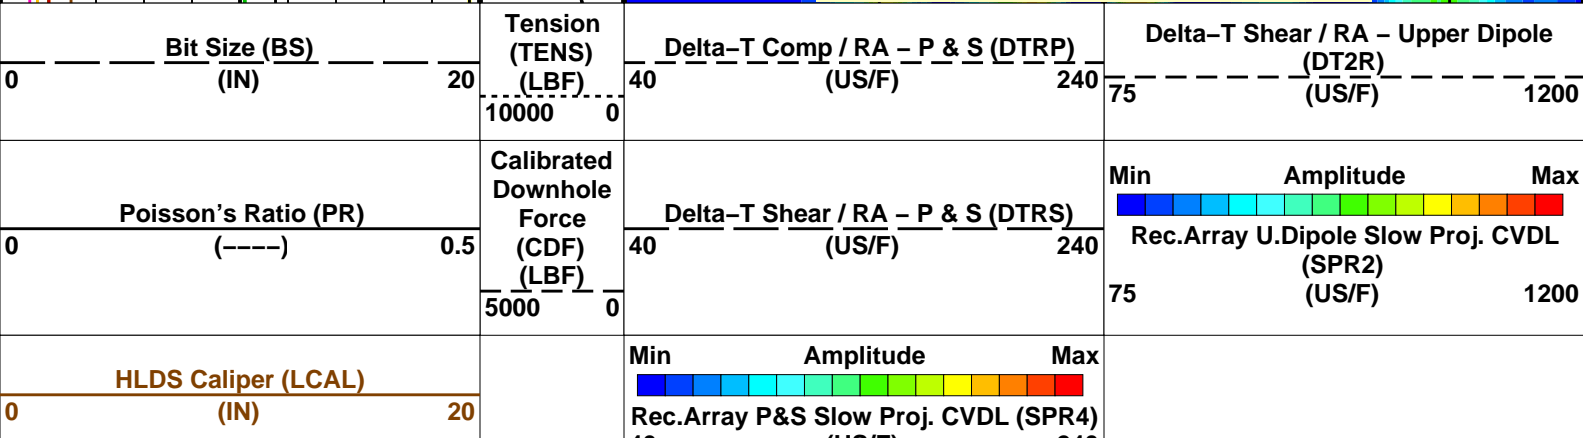 Bit Size (BS)
0 (IN) 20
Tension
(TENS)
(LBF)
10000 0
Delta−T Comp / RA − P & S (DTRP)
40 (US/F) 240
Delta−T Shear / RA − Upper Dipole
(DT2R)
75 (US/F) 1200
Poisson's Ratio (PR)
0 (−−−−) 0.5
Calibrated
Downhole
Force
(CDF)
(LBF)
5000 0
Delta−T Shear / RA − P & S (DTRS)
40 (US/F) 240
Min Amplitude Max
Rec.Array U.Dipole Slow Proj. CVDL
(SPR2)
75 (US/F) 1200
HLDS Caliper (LCAL)
0 (IN) 20
Min Amplitude Max
Rec.Array P&S Slow Proj. CVDL (SPR4)
40 (US/F) 240